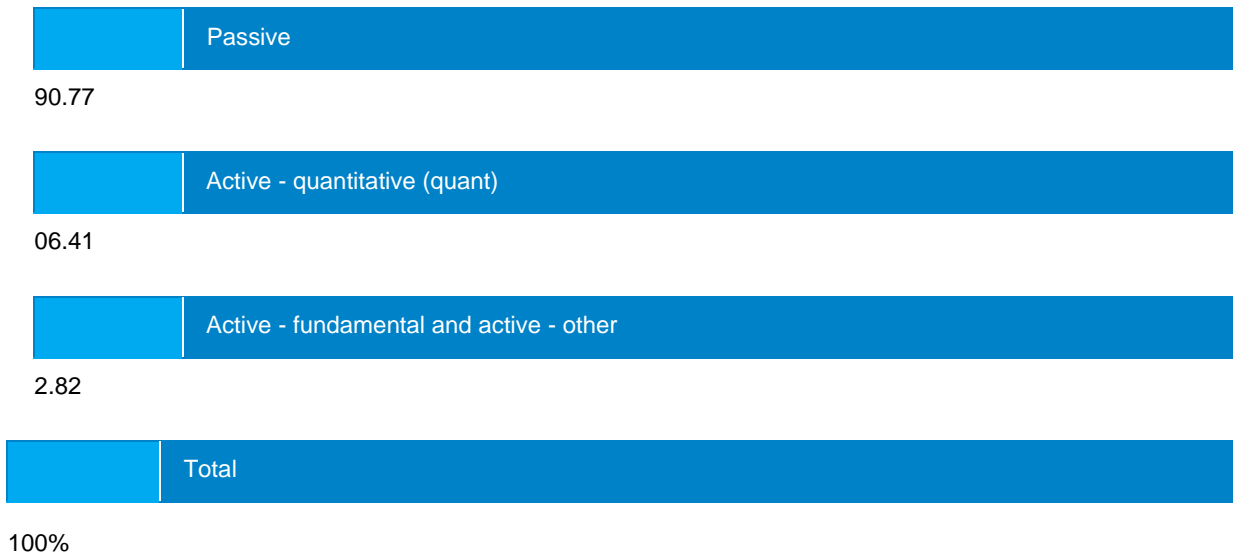 Passive
90.77
Active - quantitative (quant)
06.41
Active - fundamental and active - other
2.82
Total
100%